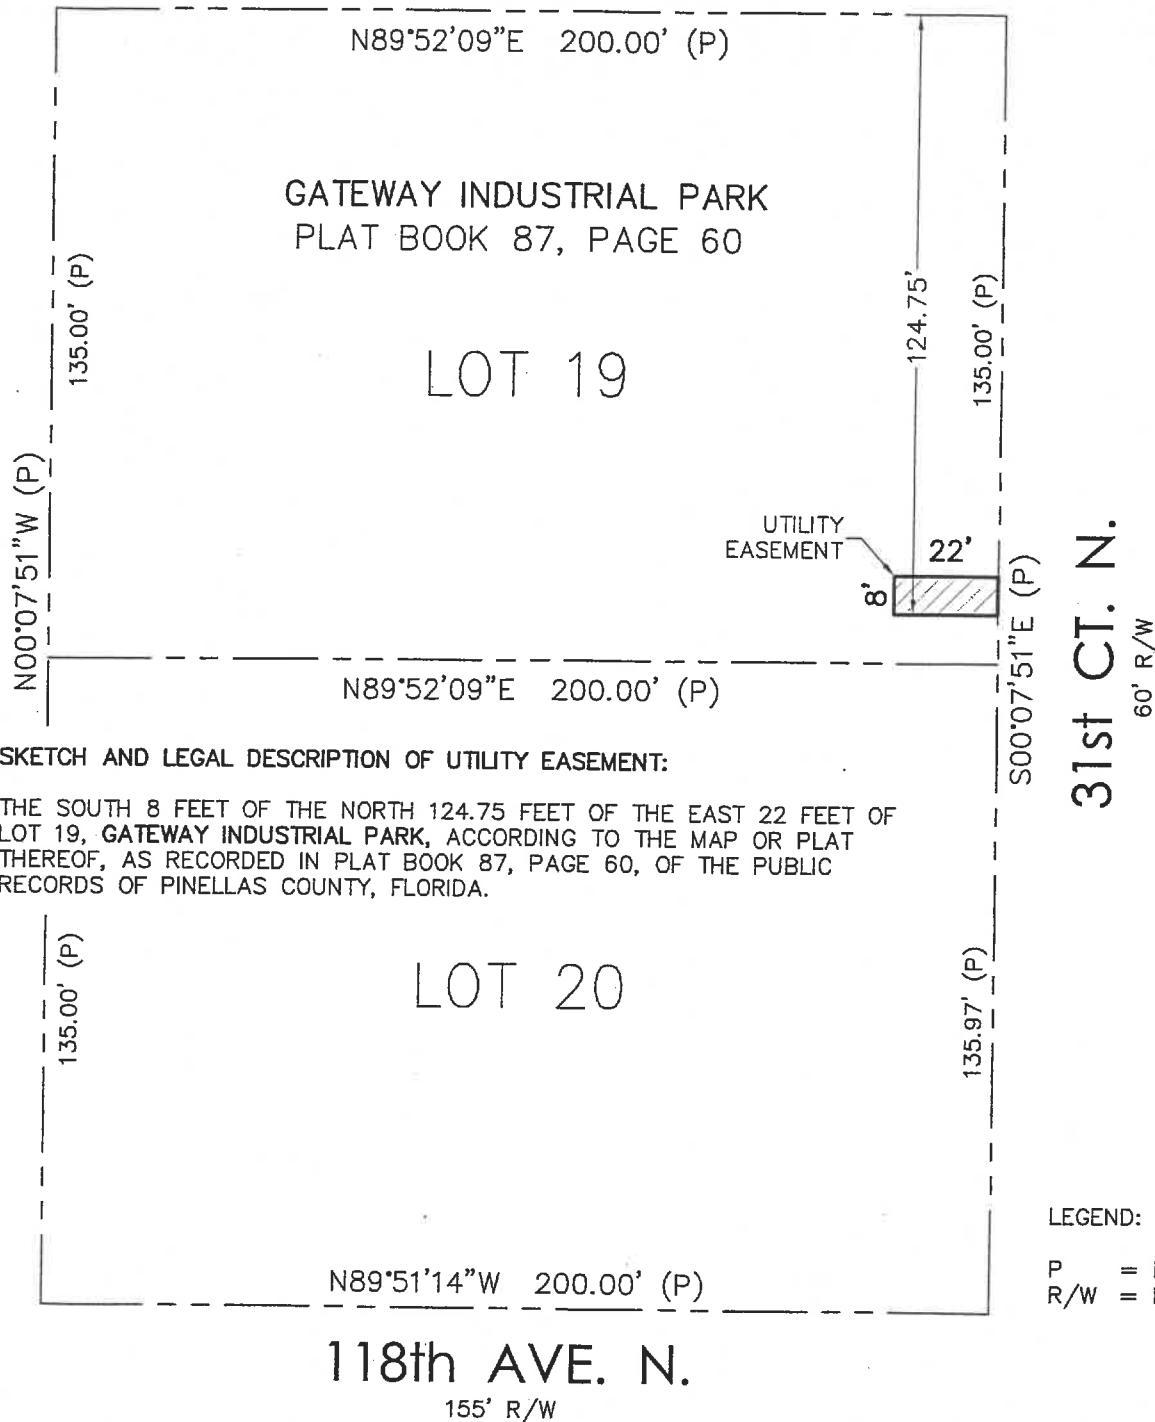 N89°52'09"E 200.00' (P)
GATEWAY INDUSTRIAL PARK
PLAT BOOK 87, PAGE 60
135.00' (P)
124.75'
135.00' (P)
LOT 19
N00°07'51"W (P)
UTILITY
EASEMENT
22'
8'
S00°07'51"E (P)
31st CT. N.
60' R/W
N89°52'09"E 200.00' (P)
SKETCH AND LEGAL DESCRIPTION OF UTILITY EASEMENT:
THE SOUTH 8 FEET OF THE NORTH 124.75 FEET OF THE EAST 22 FEET OF
LOT 19, GATEWAY INDUSTRIAL PARK, ACCORDING TO THE MAP OR PLAT
THEREOF, AS RECORDED IN PLAT BOOK 87, PAGE 60, OF THE PUBLIC
RECORDS OF PINELLAS COUNTY, FLORIDA.
135.00' (P)
LOT 20
135.97' (P)
LEGEND:
P =
R/W =
N89°51'14"W 200.00' (P)
118th AVE. N.
155' R/W